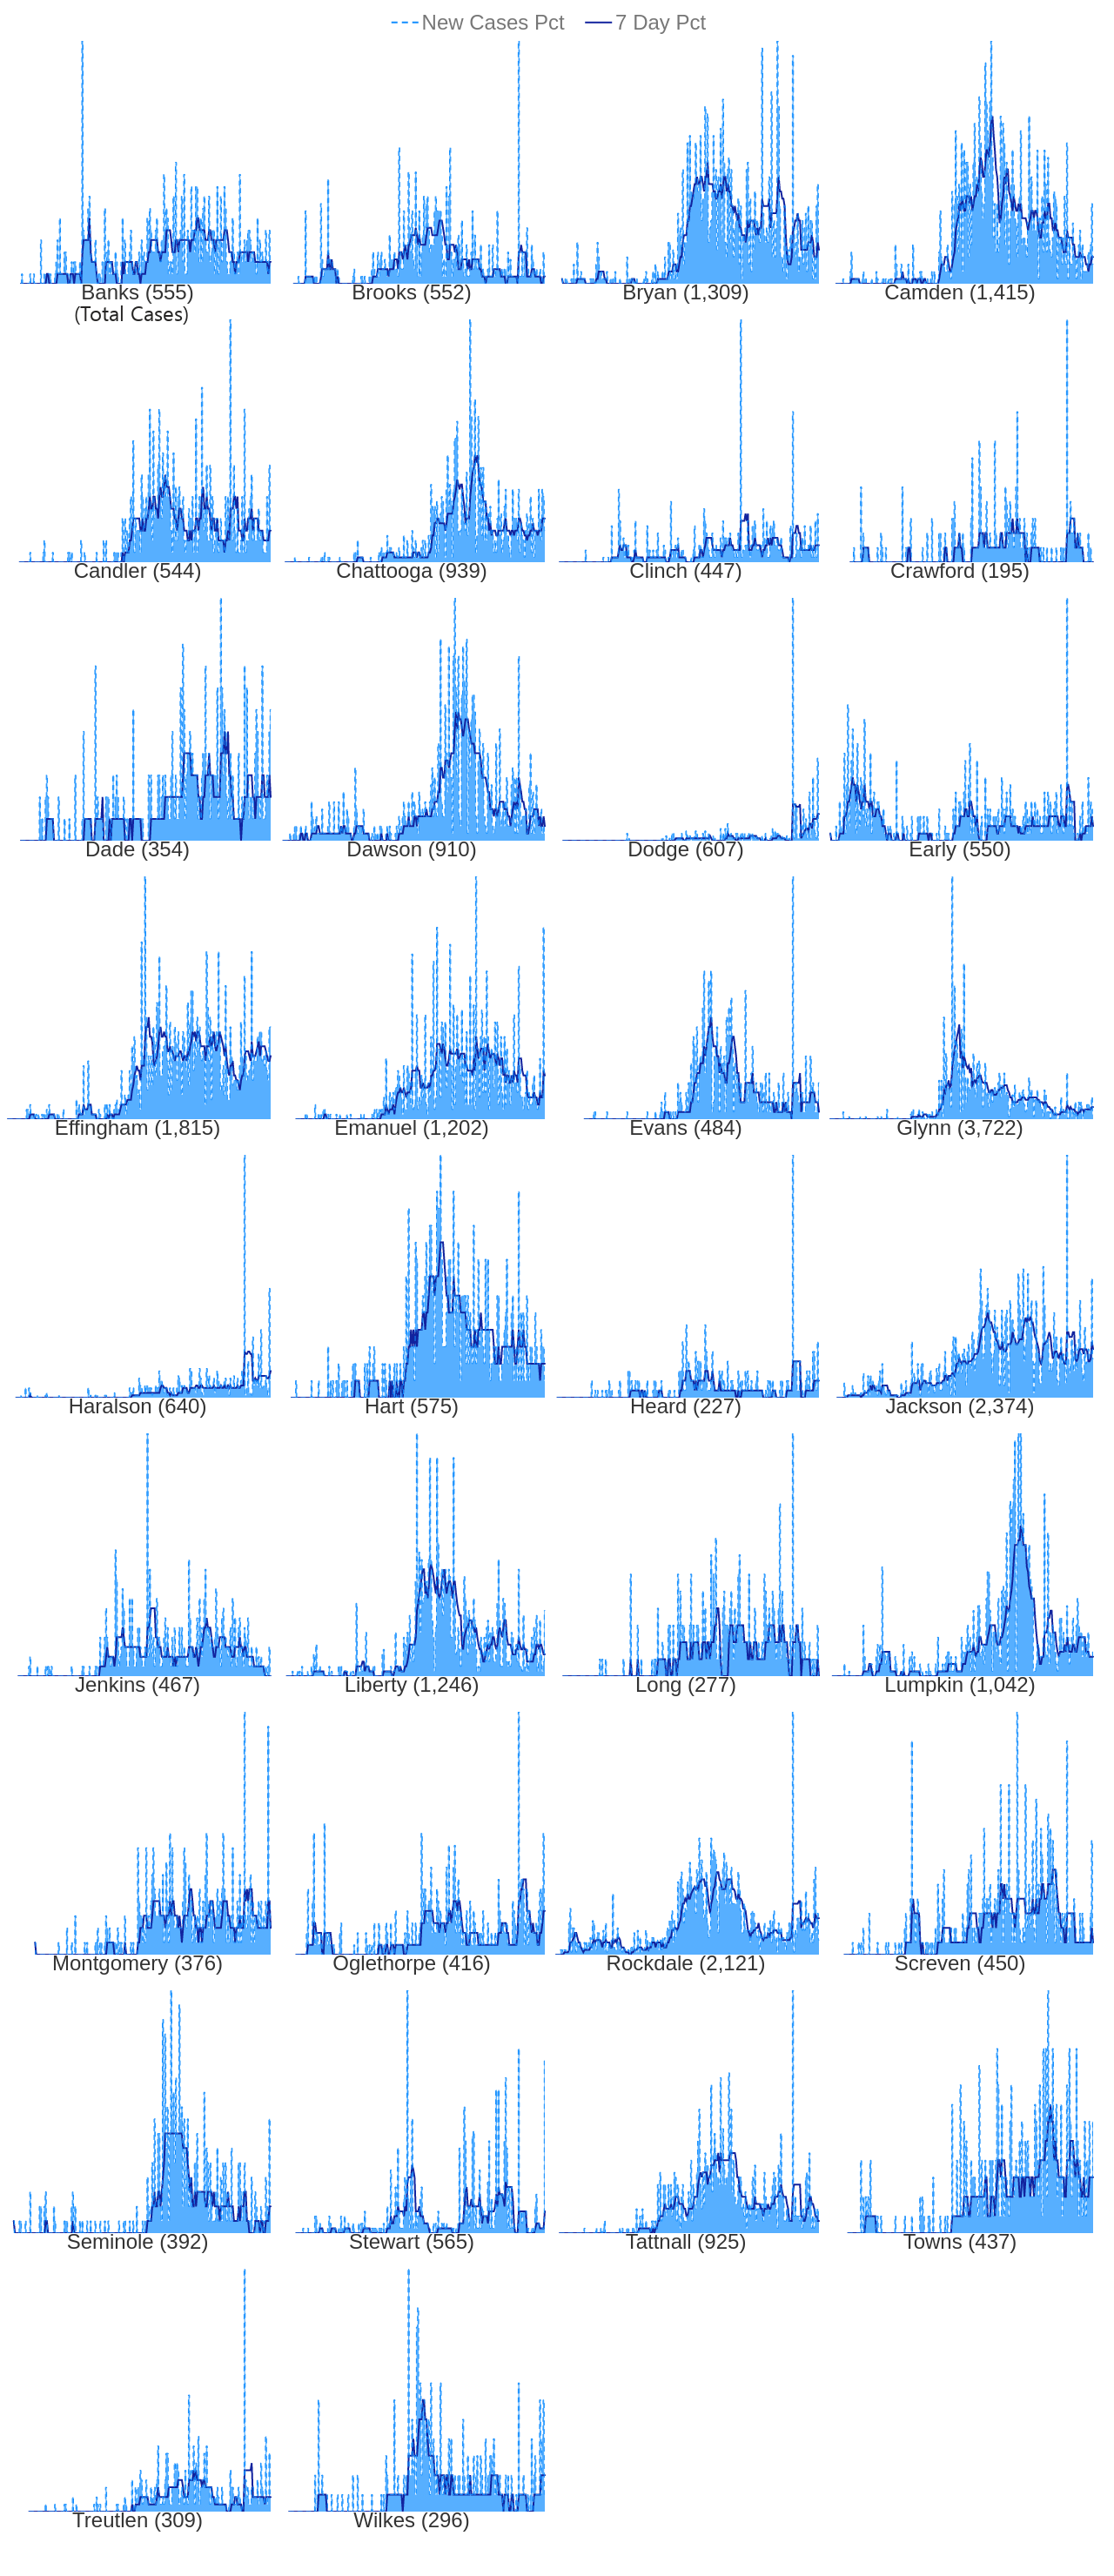 New Cases Pct 7 Day Pct
Banks (555) Brooks (552) Bryan (1,309) Camden (1,415)
(Total Cases)
Candler (544) Chattooga (939) Clinch (447) Crawford (195)
Dade (354) Dawson (910) Dodge (607) Early (550)
Effingham (1,815) Emanuel (1,202) Evans (484) Glynn (3,722)
Haralson (640) Hart (575) Heard (227) Jackson (2,374)
Jenkins (467) Liberty (1,246) Long (277) Lumpkin (1,042)
Montgomery (376) Oglethorpe (416) Rockdale (2,121) Screven (450)
Seminole (392) Stewart (565) Tattnall (925) Towns (437)
Treutlen (309) Wilkes (296)